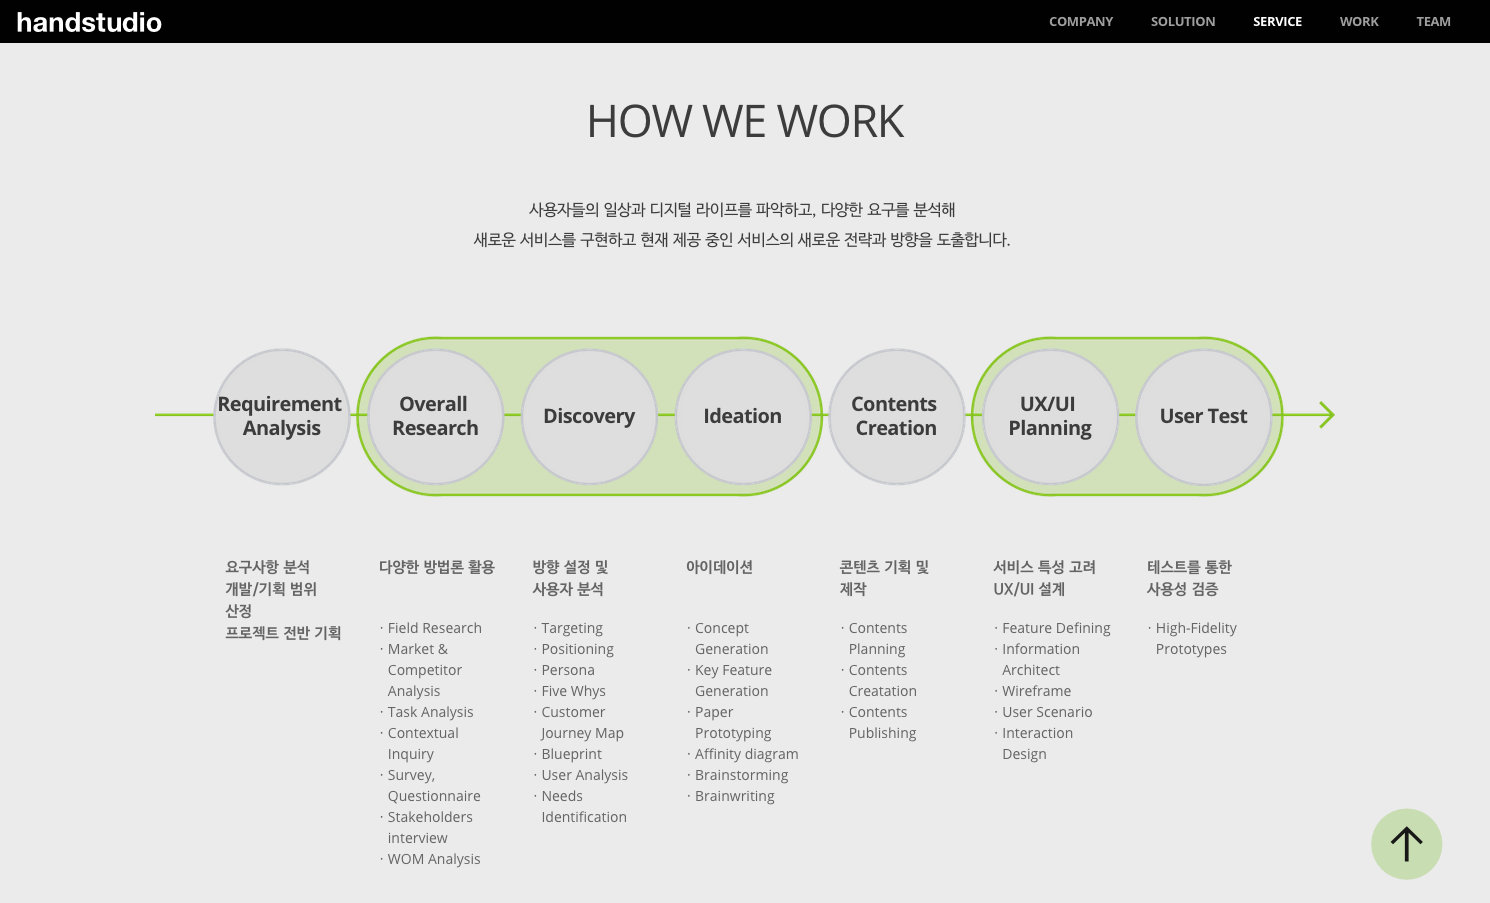 handstudio
COMPANY SOLUTION SERVICE WORK TEAM
HOW WE WORK
사용자들의 일상과 디지털 라이프를 파악하고, 다양한 요구를 분석해
새로운 서비스를 구현하고 현재 제공 중인 서비스의 새로운 전략과 방향을 도출합니다.
Requirement
Analysis
Overall
Research
Discovery
Ideation
Contents
Creation
UX/UI
Planning
User Test
요구사항 분석
개발/기획 범위
산정
프로젝트 전반 기획
다양한 방법론 활용
· Field Research
· Market &
Competitor
Analysis
· Task Analysis
· Contextual
Inquiry
· Survey,
Questionnaire
· Stakeholders
interview
· WOM Analysis
방향 설정 및
사용자 분석
· Targeting
· Positioning
· Persona
· Five Whys
· Customer
Journey Map
· Blueprint
· User Analysis
· Needs
Identification
아이데이션
· Concept
Generation
· Key Feature
Generation
· Paper
Prototyping
· Affinity diagram
· Brainstorming
· Brainwriting
콘텐츠 기획 및
제작
· Contents
Planning
· Contents
Creatation
· Contents
Publishing
서비스 특성 고려
UX/UI 설계
· Feature Defining
· Information
Architect
· Wireframe
· User Scenario
· Interaction
Design
테스트를 통한
사용성 검증
· High-Fidelity
Prototypes